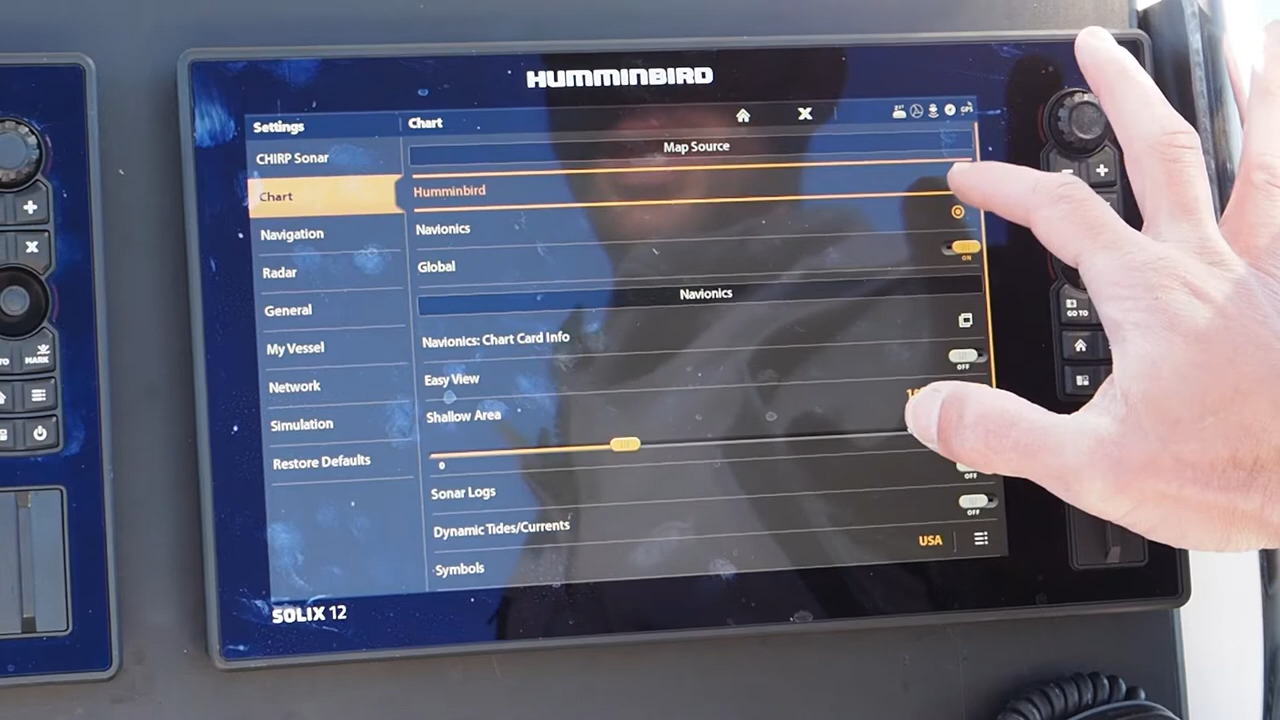 HUMMINBIRD
Settings
Chart
GPS
CHIRP Sonar
Map Source
Chart
Humminbird
Navigation
Navionics
Radar
Global
ON
General
Navionics
My Vessel
Navionics: Chart Card Info
Network
Easy View
OFF
Simulation
Shallow Area
Restore Defaults
0
OFF
Sonar Logs
OFF
Dynamic Tides/Currents
USA
Symbols
SOLIX 12
MARK
GO TO